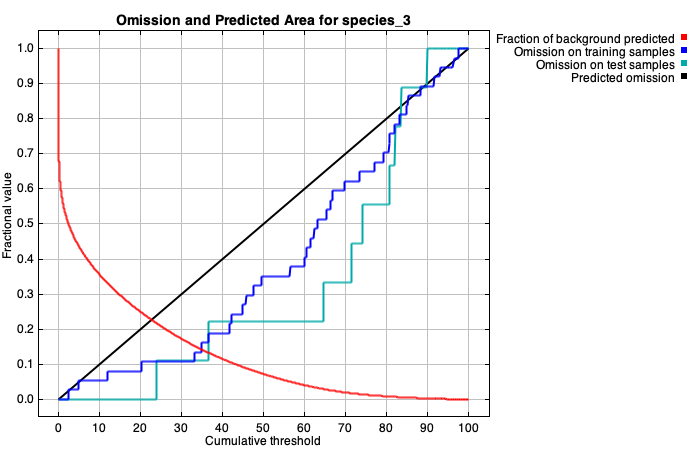 Omission and Predicted Area for species_3
Fraction of background predicted
Omission on training samples
Omission on test samples
Predicted omission
1.0
0.9
0.8
0.7
0.6
0.5
0.4
0.3
0.2
0.1
0.0
Fractional value
0 10 20 30 40 50 60 70 80 90 100
Cumulative threshold